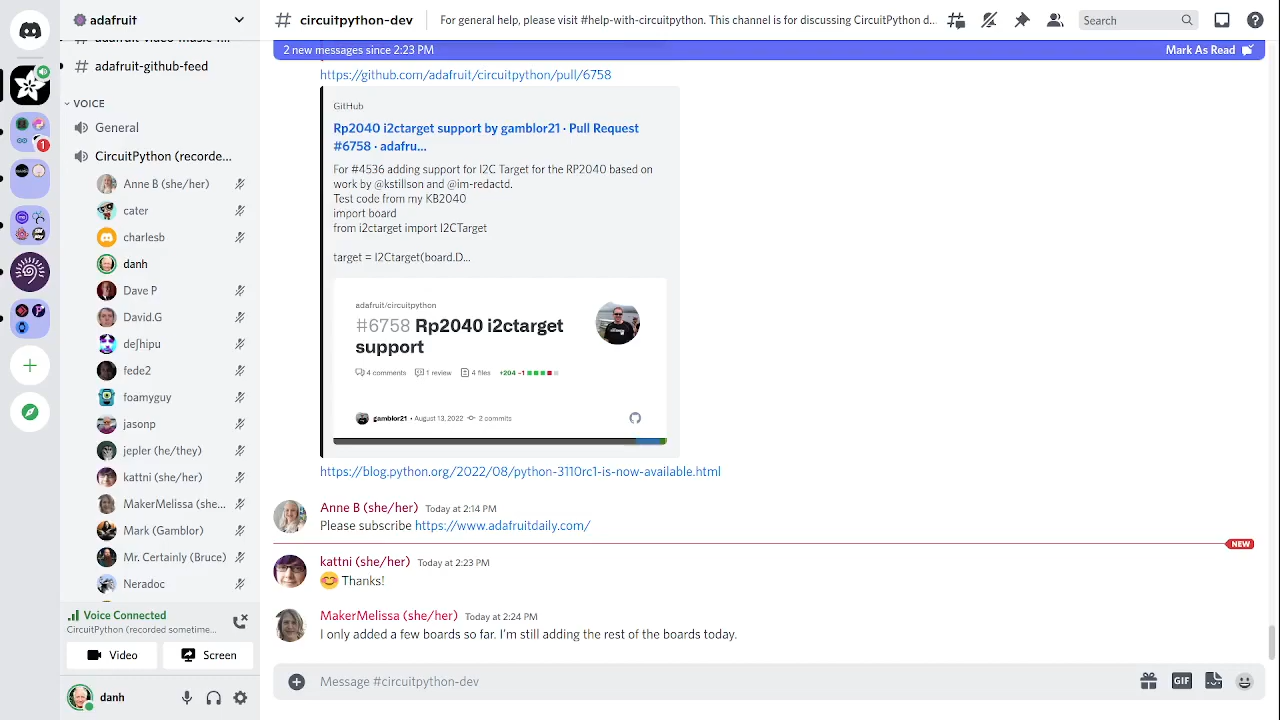 adafruit
circuitpython-dev
For general help, please visit #help-with-circuitpython. This channel is for discussing CircuitPython d...
Search
adafruit-github-feed
VOICE
General
CircuitPython (recorde...
Anne B (she/her)
cater
charlesb
danh
Dave P
David.G
deʃhipu
fede2
foamyguy
jasonp
jepler (he/they)
kattni (she/her)
MakerMelissa (she...
Mark (Gamblor)
Mr. Certainly (Bruce)
Neradoc
Voice Connected
CircuitPython (recorded sometime...
Video
Screen
danh
1
2 new messages since 2:23 PM
Mark As Read
https://github.com/adafruit/circuitpython/pull/6758
GitHub
Rp2040 i2ctarget support by gamblor21 · Pull Request
#6758 · adafru...
For #4536 adding support for I2C Target for the RP2040 based on
work by @kstillson and @im-redactd.
Test code from my KB2040
import board
from i2ctarget import I2CTarget
target = I2CTarget(board.D...
adafruit/circuitpython
#6758 Rp2040 i2ctarget
support
4 comments 1 review 4 files +204 -1
gamblor21 • August 13, 2022 2 commits
https://blog.python.org/2022/08/python-3110rc1-is-now-available.html
Anne B (she/her) Today at 2:14 PM
Please subscribe https://www.adafruitdaily.com/
NEW
kattni (she/her) Today at 2:23 PM
Thanks!
MakerMelissa (she/her) Today at 2:24 PM
I only added a few boards so far. I'm still adding the rest of the boards today.
Message #circuitpython-dev
GIF